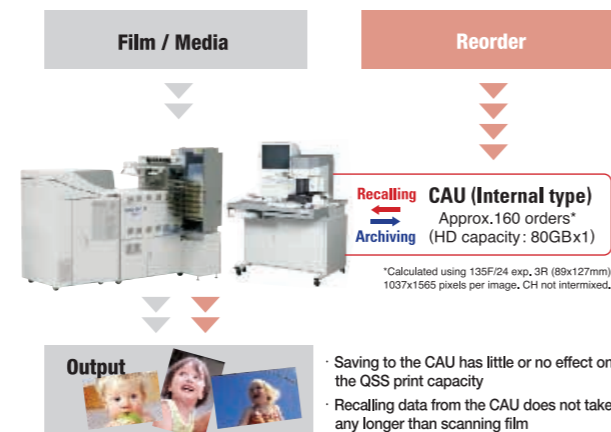 Film / Media
Reorder
Recalling
Archiving
CAU (Internal type)
Approx.160 orders*
(HD capacity : 80GBx1)
*Calculated using 135F/24 exp. 3R (89x127mm)
1037x1565 pixels per image. CH not intermixed.
Output
· Saving to the CAU has little or no effect on
the QSS print capacity
· Recalling data from the CAU does not take
any longer than scanning film